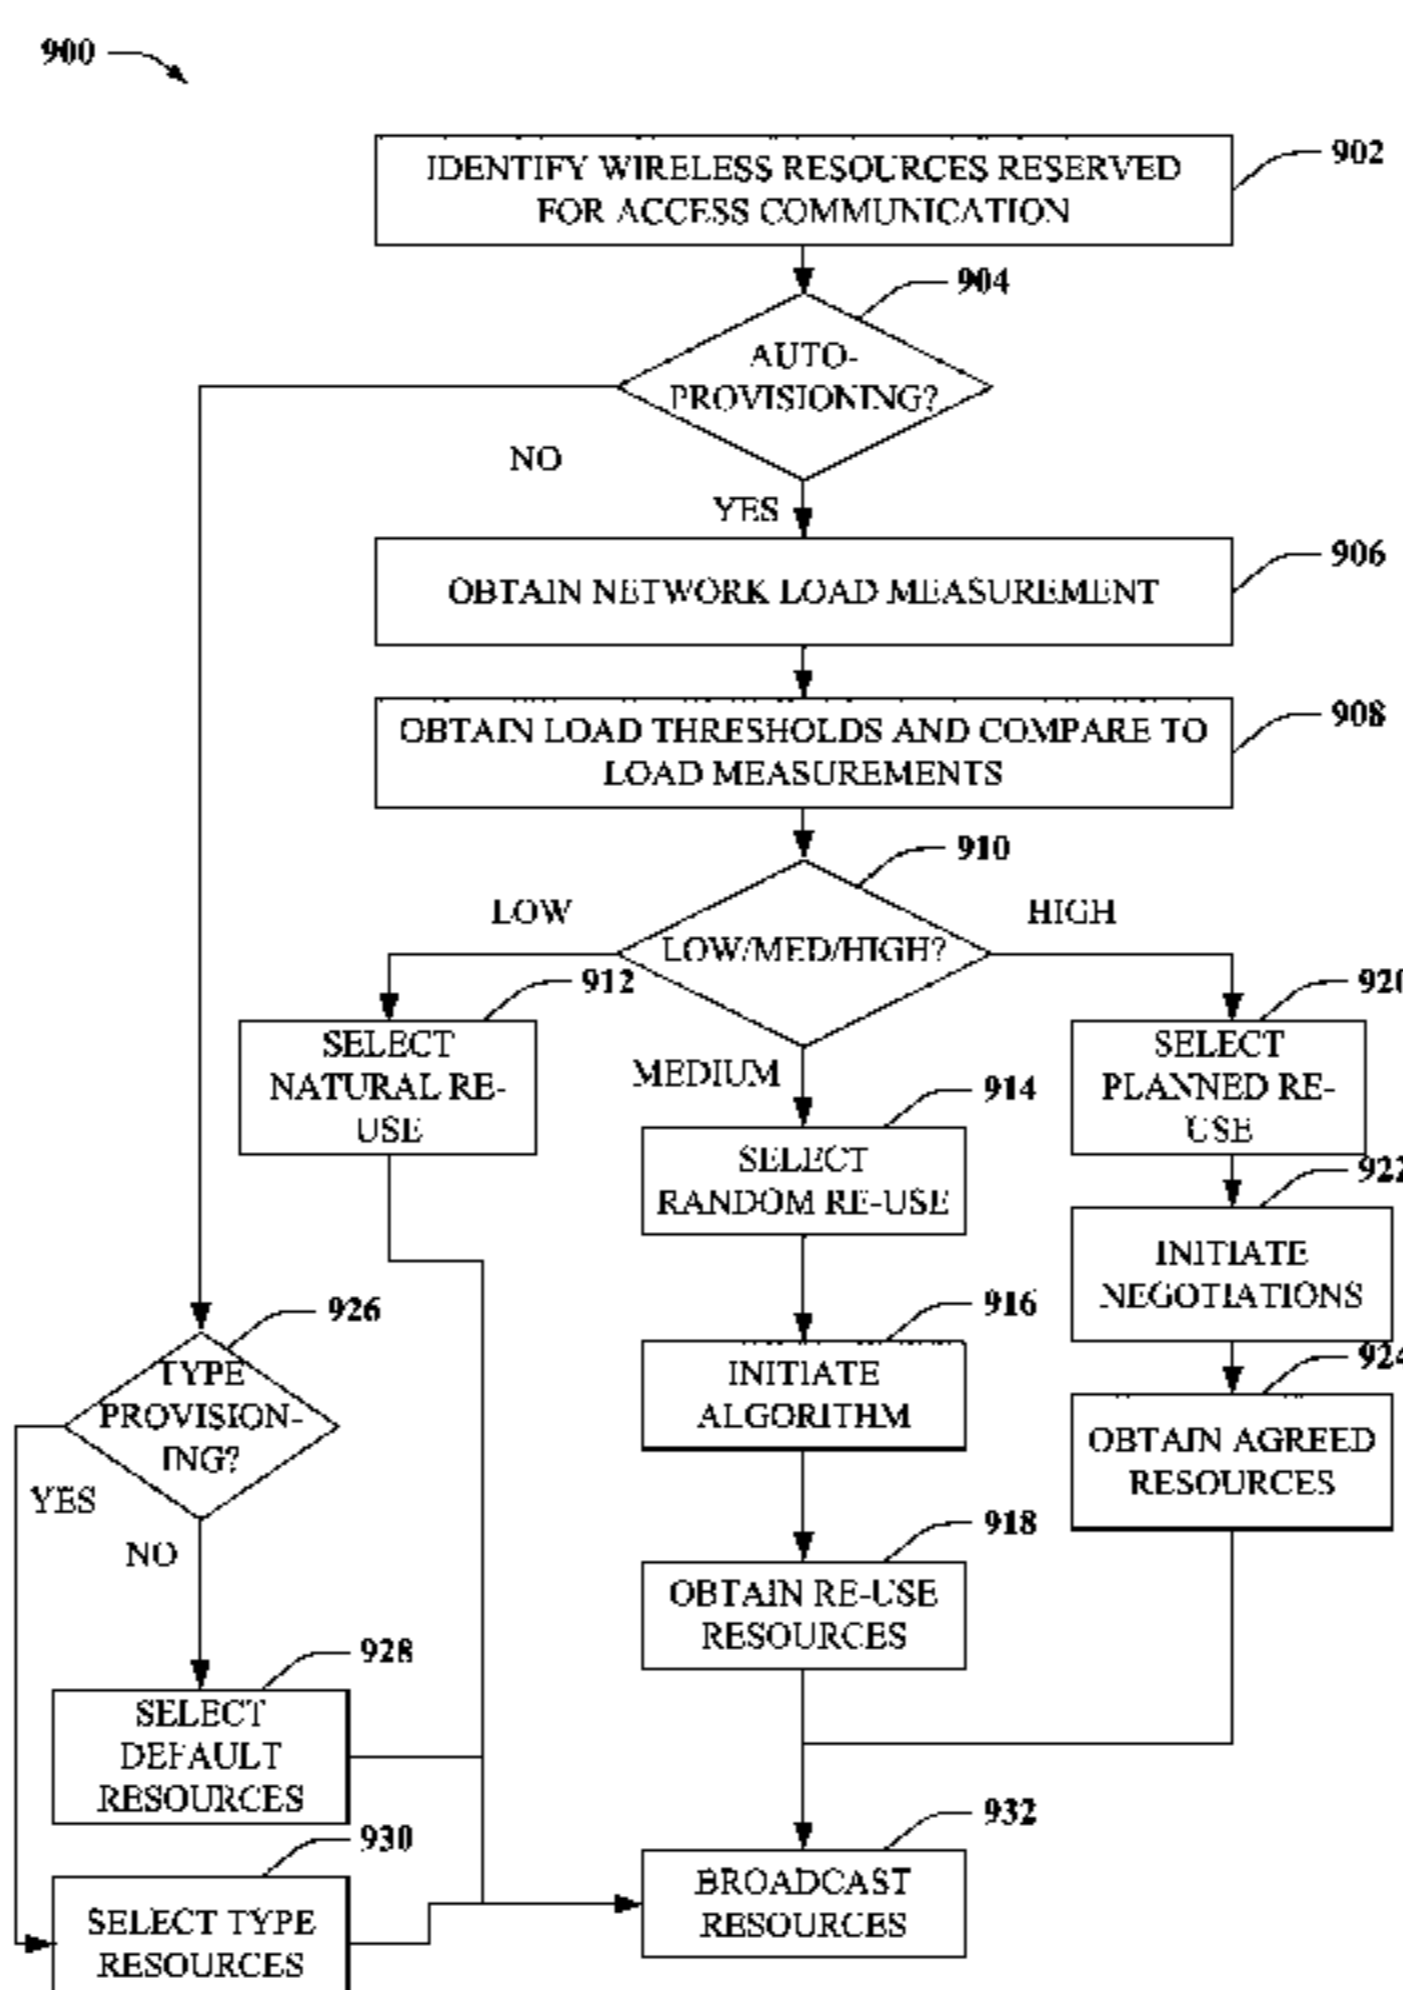 900
IDENTIFY WIRELESS RESOURCES RESERVED
FOR ACCESS COMMUNICATION
902
904
AUTO-
PROVISIONING?
NO
YES
OBTAIN NETWORK LOAD MEASUREMENT
906
OBTAIN LOAD THRESHOLDS AND COMPARE TO
LOAD MEASUREMENTS
908
910
LOW
LOW/MED/HIGH?
HIGH
912
SELECT
NATURAL RE-
USE
MEDIUM
914
SELECT
RANDOM RE-USE
916
INITIATE
ALGORITHM
918
OBTAIN RE-USE
RESOURCES
920
SELECT
PLANNED RE-
USE
922
INITIATE
NEGOTIATIONS
924
OBTAIN AGREED
RESOURCES
926
TYPE
PROVISION-
ING?
YES
NO
928
SELECT
DEFAULT
RESOURCES
930
SELECT TYPE
RESOURCES
932
BROADCAST
RESOURCES